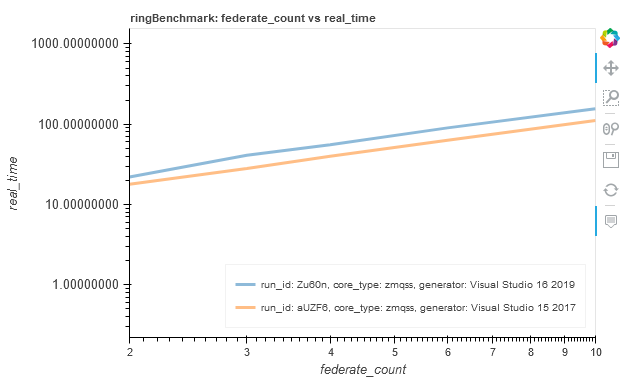 ringBenchmark: federate_count vs real_time
1000.00000000
100.00000000
10.00000000
1.00000000
real_time
run_id: Zu60n, core_type: zmqss, generator: Visual Studio 16 2019
run_id: aUZF6, core_type: zmqss, generator: Visual Studio 15 2017
2 3 4 5 6 7 8 9 10
federate_count